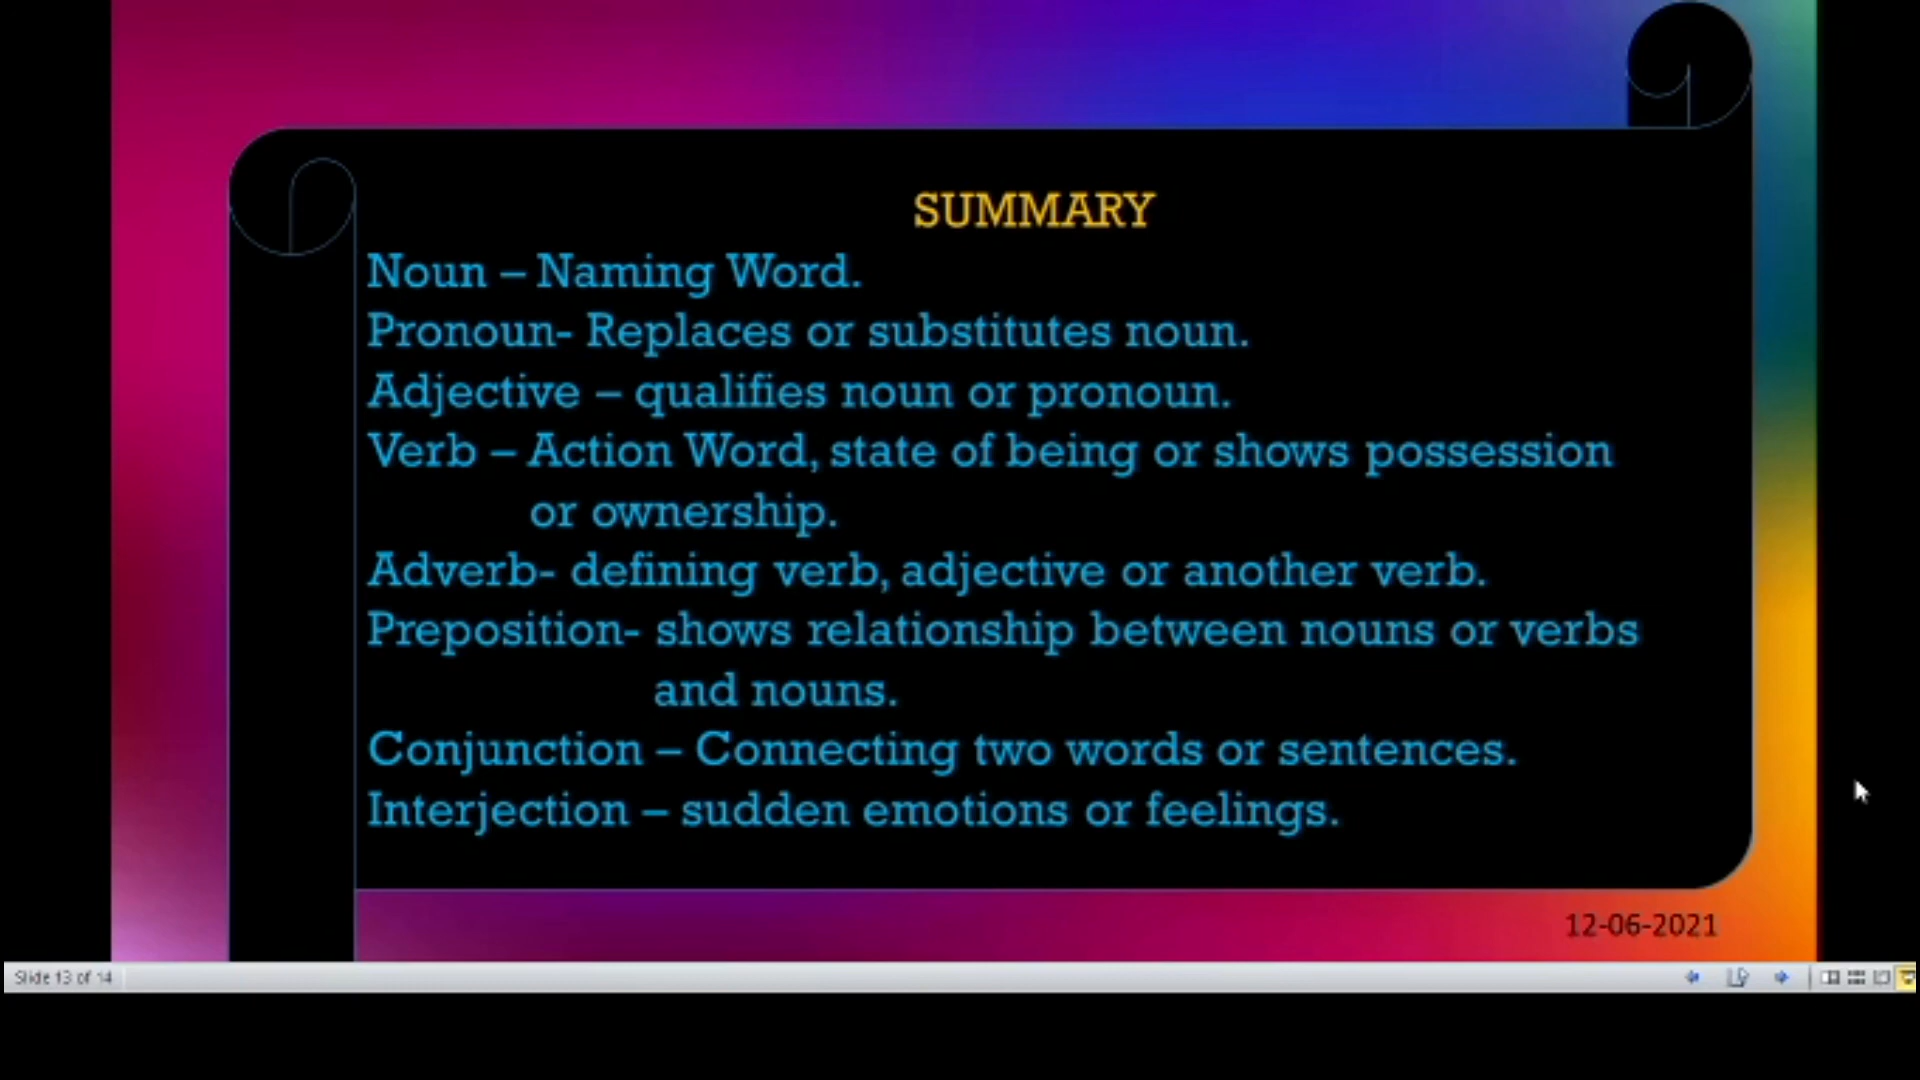 SUMMARY
Noun – Naming Word.
Pronoun- Replaces or substitutes noun.
Adjective – qualifies noun or pronoun.
Verb – Action Word, state of being or shows possession
or ownership.
Adverb- defining verb, adjective or another verb.
Preposition- shows relationship between nouns or verbs
and nouns.
Conjunction – Connecting two words or sentences.
Interjection – sudden emotions or feelings.
12-06-2021
Slide 13 of 14